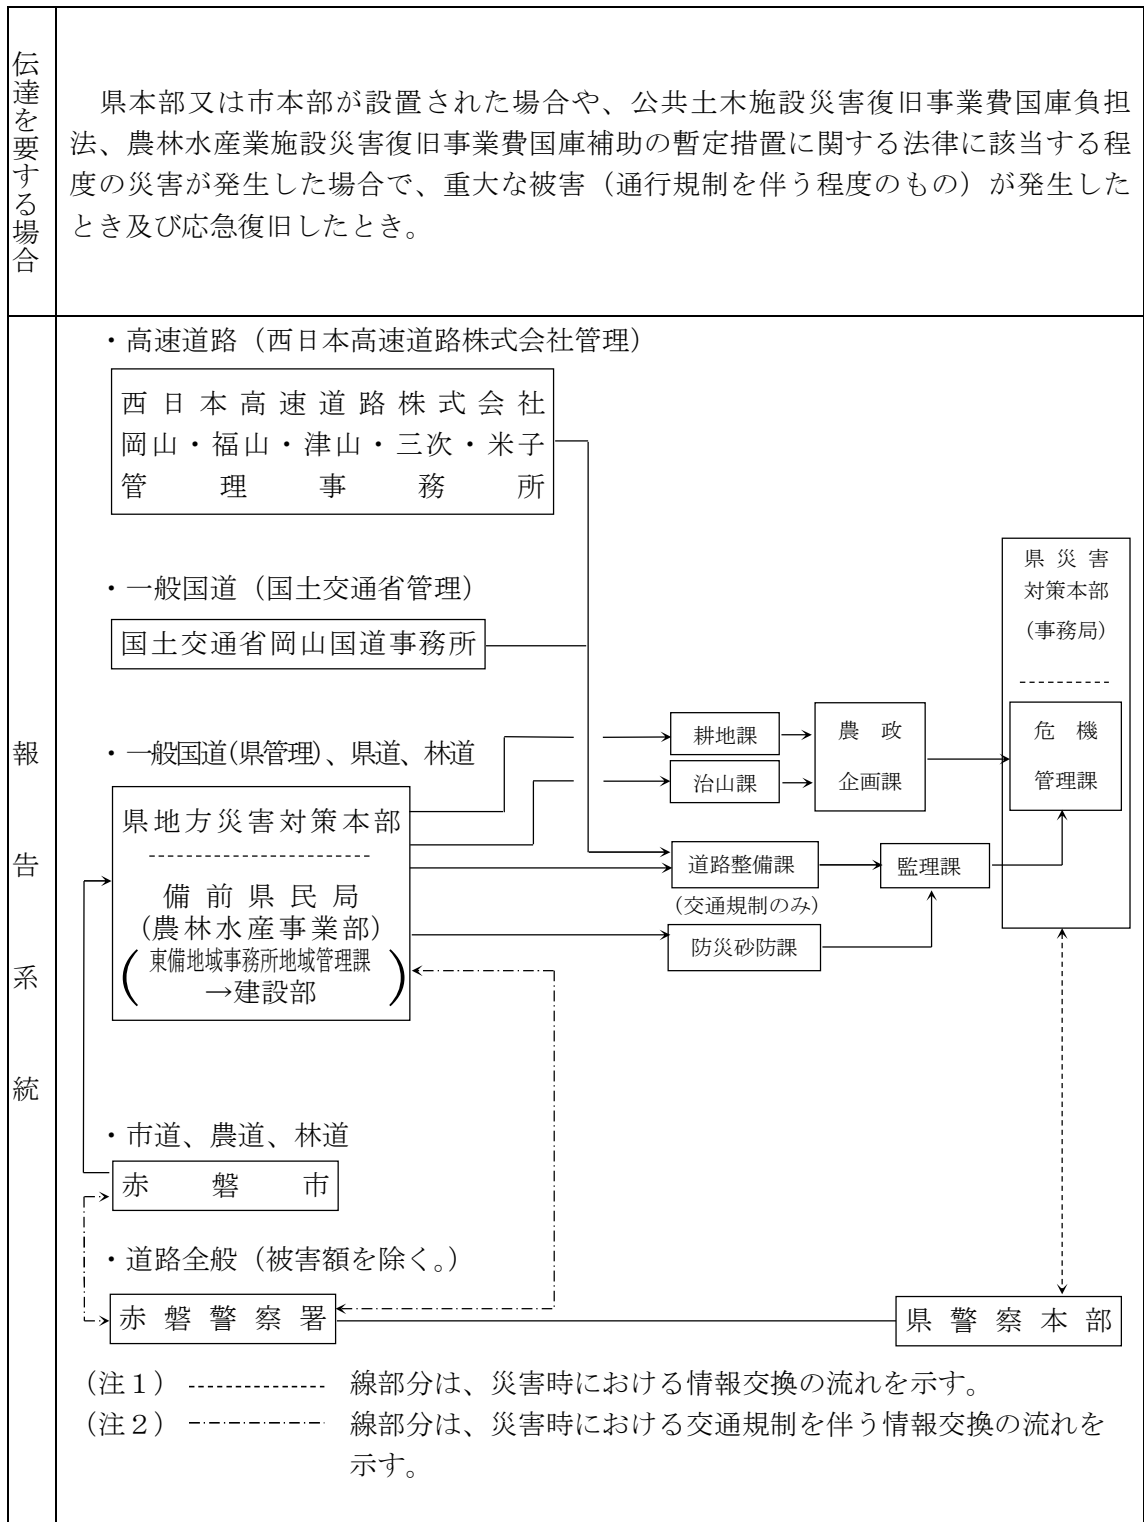 伝達を要する場合
県本部又は市本部が設置された場合や、公共土木施設災害復旧事業費国庫負担
法、農林水産業施設災害復旧事業費国庫補助の暫定措置に関する法律に該当する程
度の災害が発生した場合で、重大な被害（通行規制を伴う程度のもの）が発生した
とき及び応急復旧したとき。
報告系統
・高速道路（西日本高速道路株式会社管理）
西日本高速道路株式会社
岡山・福山・津山・三次・米子
管理事務所
・一般国道（国土交通省管理）
国土交通省岡山国道事務所
・一般国道(県管理)、県道、林道
県地方災害対策本部
備前県民局
(農林水産事業部)
(東備地域事務所地域管理課
→建設部)
・市道、農道、林道
赤磐市
・道路全般（被害額を除く。）
赤磐警察署
耕地課
治山課
農政
企画課
道路整備課
(交通規制のみ)
防災砂防課
監理課
県災害
対策本部
(事務局)
危機
管理課
県警察本部
（注１） 線部分は、災害時における情報交換の流れを示す。
（注２） 線部分は、災害時における交通規制を伴う情報交換の流れを
示す。